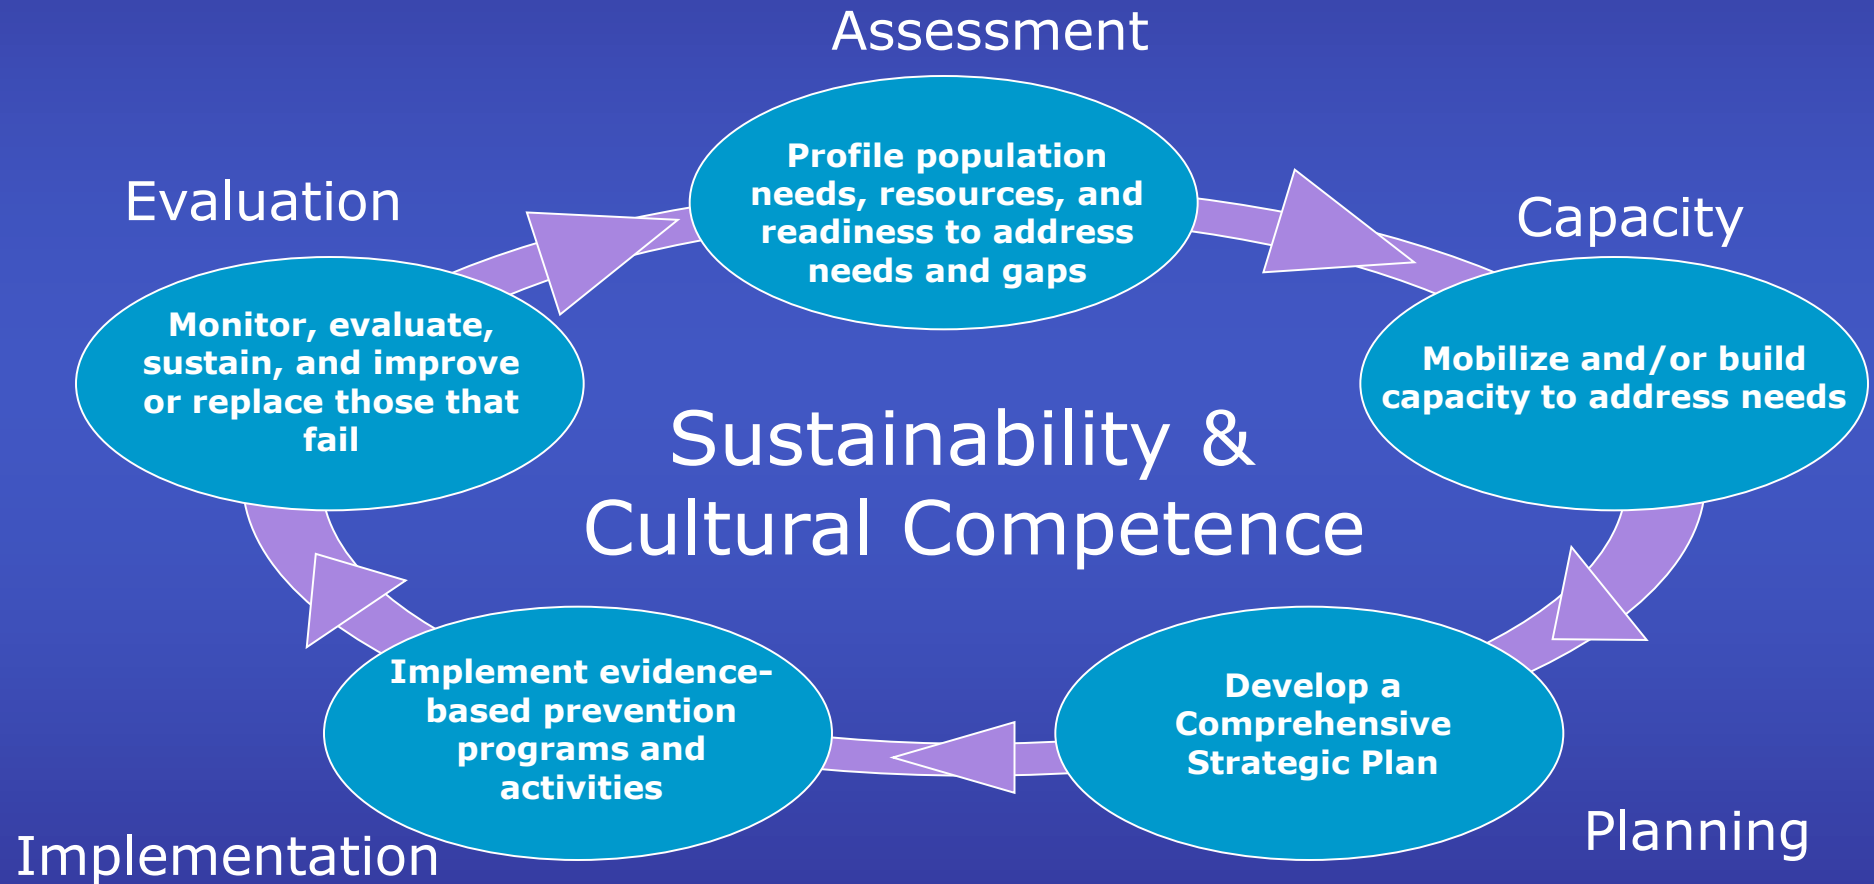 Assessment
Profile population
needs, resources, and
readiness to address
needs and gaps
Capacity
Mobilize and/or build
capacity to address needs
Planning
Develop a
Comprehensive
Strategic Plan
Implementation
Implement evidence-
based prevention
programs and
activities
Evaluation
Monitor, evaluate,
sustain, and improve
or replace those that
fail
Sustainability &
Cultural Competence